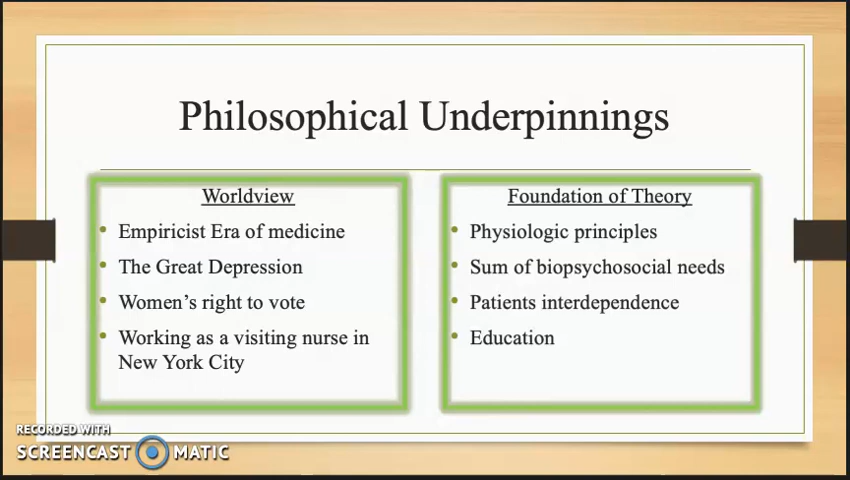 Philosophical Underpinnings
Worldview
Empiricist Era of medicine
The Great Depression
Women's right to vote
Working as a visiting nurse in
New York City
Foundation of Theory
Physiologic principles
Sum of biopsychosocial needs
Patients interdependence
Education
RECORDED WITH
SCREENCAST MATIC